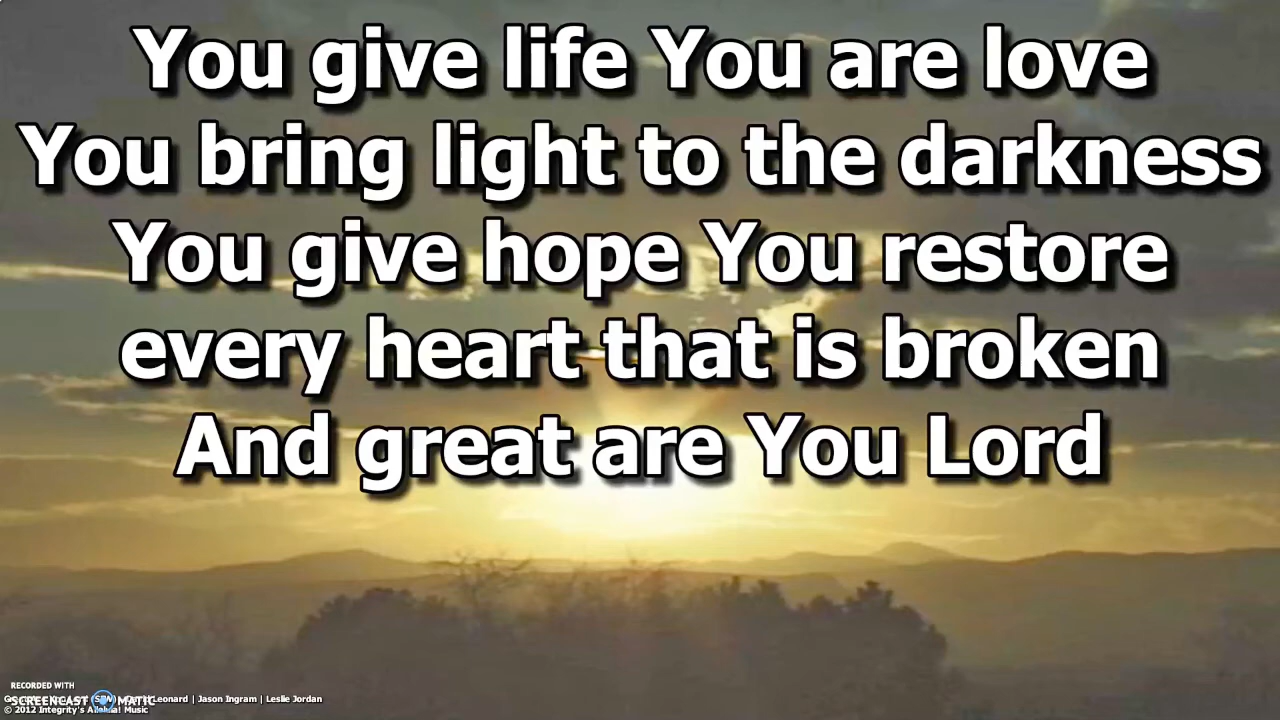 You give life You are love
You bring light to the darkness
You give hope You restore
every heart that is broken
And great are You Lord
RECORDED WITH
SCREENCAST MATIC
Leonard | Jason Ingram | Leslie Jordan
© 2012 Integrity's Alleluia! Music